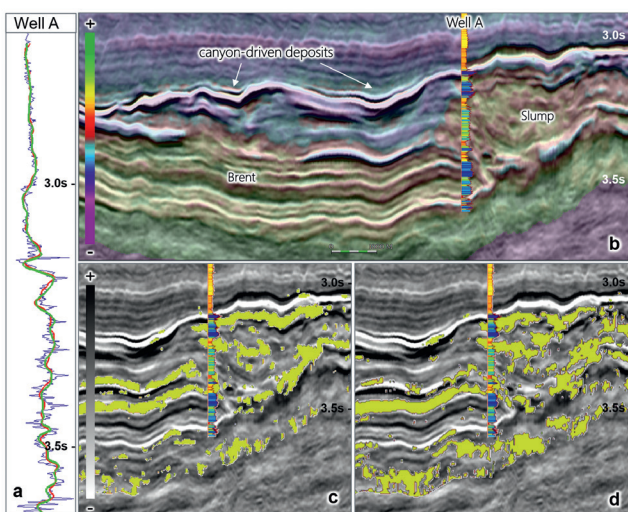 Well A
+
3.0s
3.5s
a
+
-
Well A
3.0s
canyon-driven deposits
Slump
Brent
3.5s
b
+
-
3.0s
3.5s
c
3.0s
3.5s
d